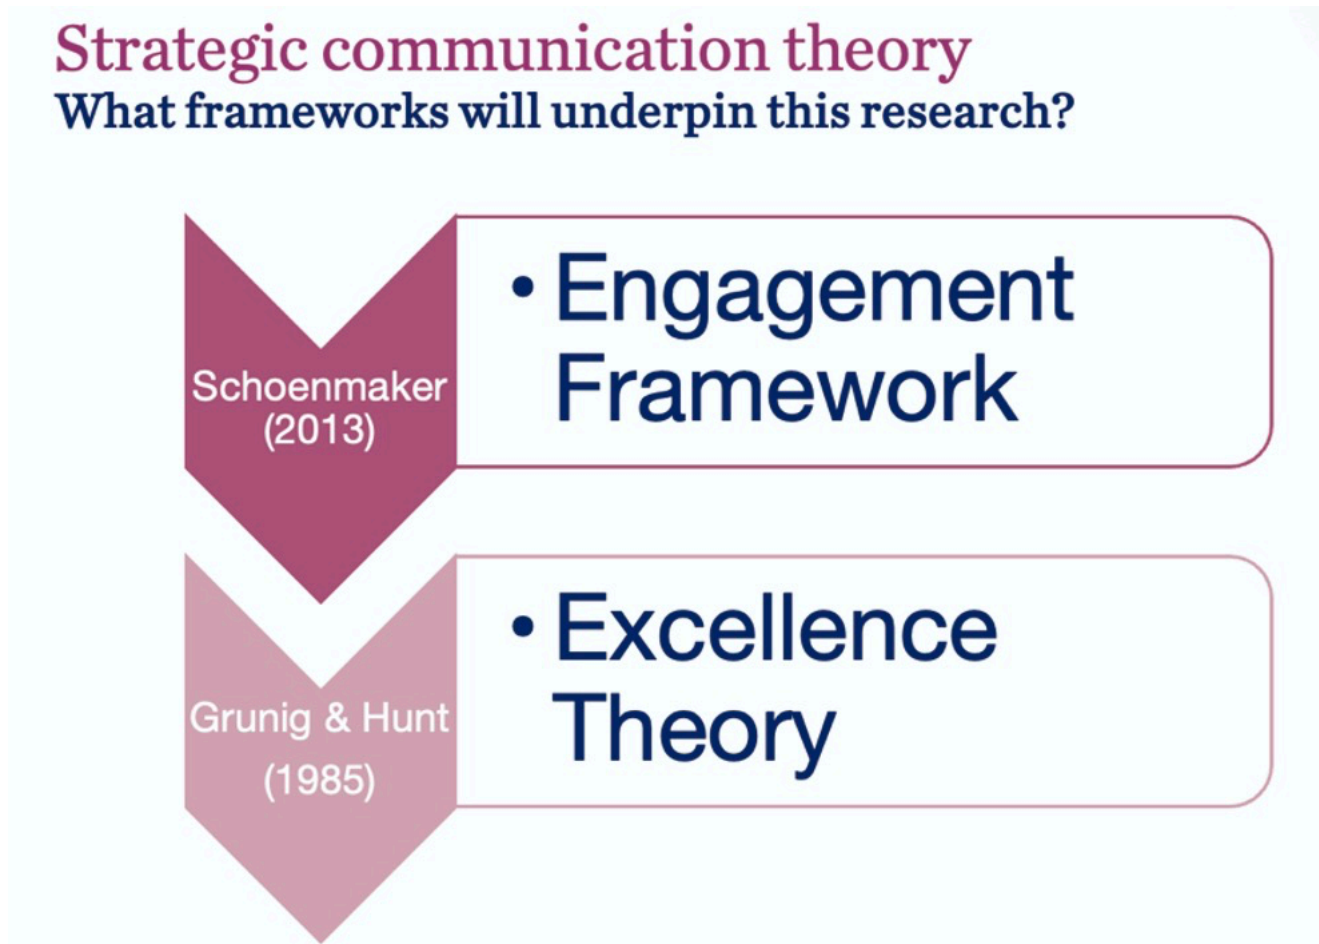 Strategic communication theory
What frameworks will underpin this research?
Schoenmaker
(2013)
• Engagement
Framework
Grunig & Hunt
(1985)
• Excellence
Theory